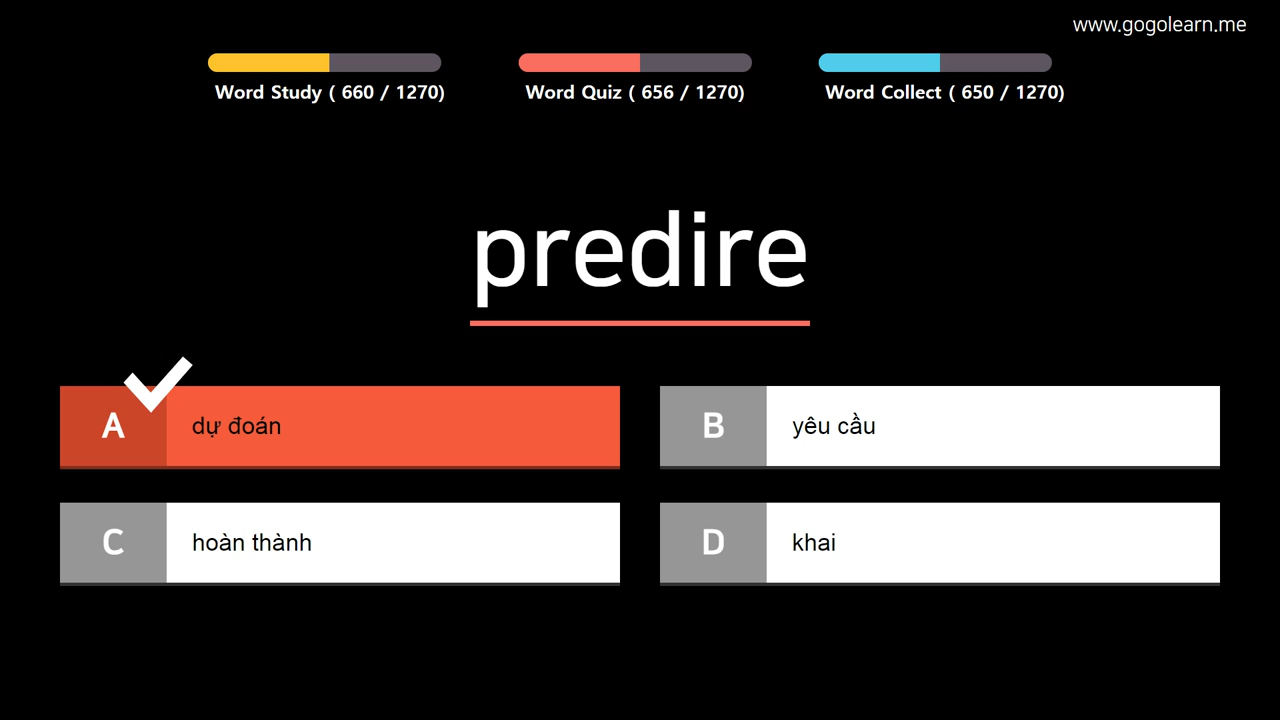 www.gogolearn.me
Word Study ( 660 / 1270)
Word Quiz ( 656 / 1270)
Word Collect ( 650 / 1270)
predire
A dự đoán
B yêu cầu
C hoàn thành
D khai